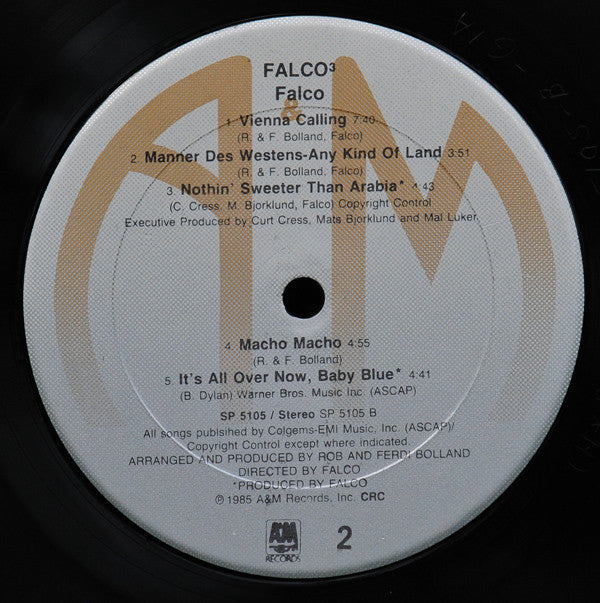 FALCO³
Falco
1. Vienna Calling 7:40
(R. & F. Bolland, Falco)
2. Manner Des Westens-Any Kind Of Land 3:51
(R. & F. Bolland, Falco)
3. Nothin' Sweeter Than Arabia* 4:43
(C. Cress, M. Bjorklund, Falco) Copyright Control
Executive Produced by Curt Cress, Mats Bjorklund and Mal Luker
4. Macho Macho 4:55
(R. & F. Bolland)
5. It's All Over Now, Baby Blue* 4:41
(B. Dylan) Warner Bros. Music Inc. (ASCAP)
SP 5105 / Stereo SP 5105 B
All songs publsihed by Colgems-EMI Music, Inc. (ASCAP)/
Copyright Control except where indicated.
ARRANGED AND PRODUCED BY ROB AND FERDI BOLLAND
DIRECTED BY FALCO
*PRODUCED BY FALCO
℗ © 1985 A&M Records, Inc. CRC
A&M
RECORDS
2